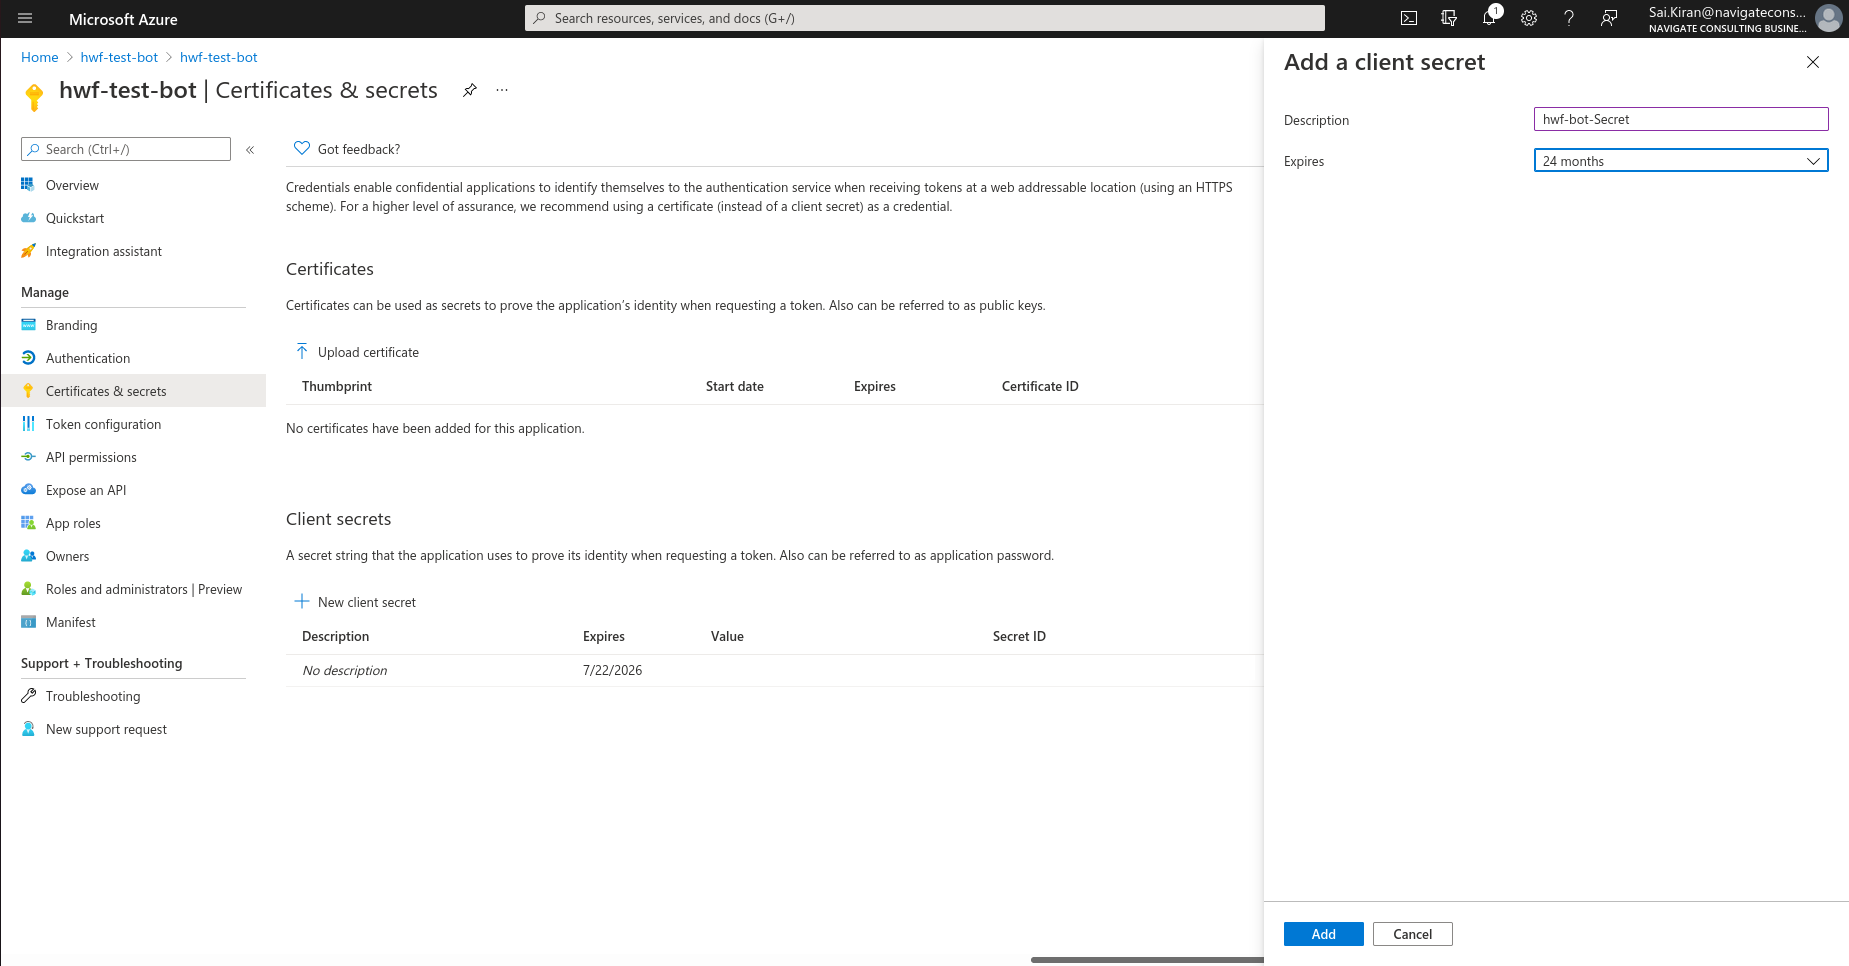 Microsoft Azure
Search resources, services, and docs (G+/)
1
Sai.Kiran@navigatecons...
NAVIGATE CONSULTING BUSINE...
Home > hwf-test-bot > hwf-test-bot
hwf-test-bot | Certificates & secrets
Search (Ctrl+/)
«
Overview
Quickstart
Integration assistant
Manage
Branding
Authentication
Certificates & secrets
Token configuration
API permissions
Expose an API
App roles
Owners
Roles and administrators | Preview
Manifest
Support + Troubleshooting
Troubleshooting
New support request
Got feedback?
Credentials enable confidential applications to identify themselves to the authentication service when receiving tokens at a web addressable location (using an HTTPS
scheme). For a higher level of assurance, we recommend using a certificate (instead of a client secret) as a credential.
Certificates
Certificates can be used as secrets to prove the application's identity when requesting a token. Also can be referred to as public keys.
Upload certificate
Thumbprint Start date Expires Certificate ID
No certificates have been added for this application.
Client secrets
A secret string that the application uses to prove its identity when requesting a token. Also can be referred to as application password.
New client secret
Description Expires Value Secret ID
No description 7/22/2026
Add a client secret
Description hwf-bot-Secret
Expires 24 months
Add Cancel